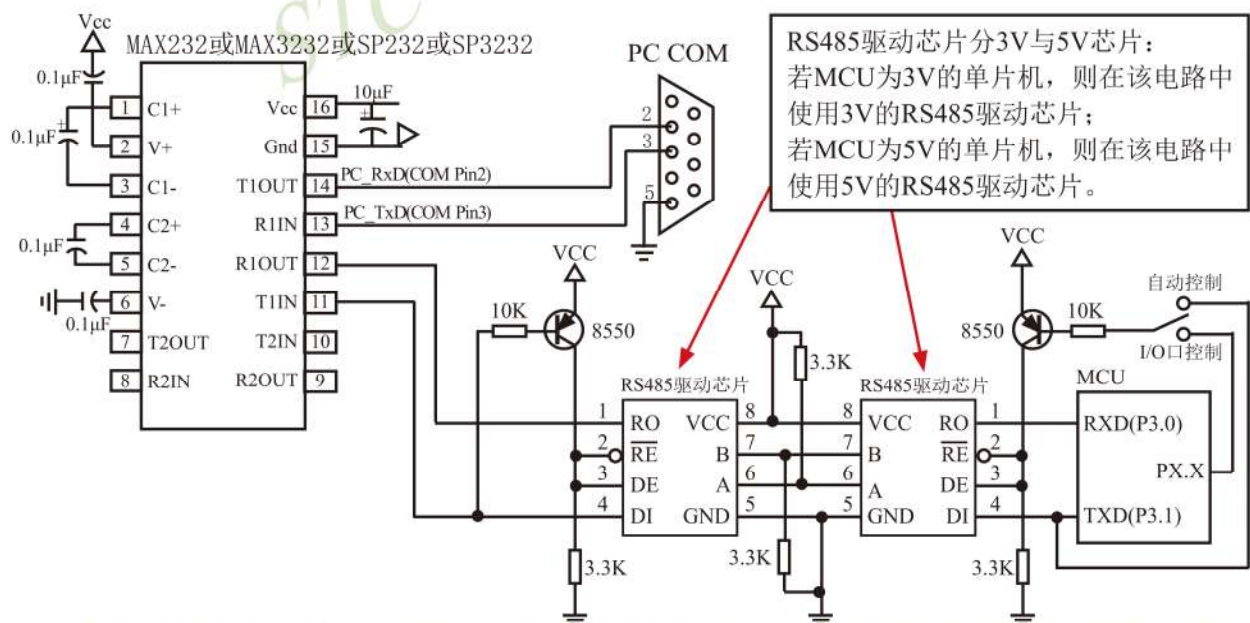 STC
Vcc
MAX232或MAX3232或SP232或SP3232
0.1μF
0.1μF
+
1 C1+
2 V+
3 C1-
4 C2+
5 C2-
6 V-
7 T2OUT
8 R2IN
0.1μF
0.1μF
Vcc 16
Gnd 15
T1OUT 14
R1IN 13
R1OUT 12
T1IN 11
T2IN 10
R2OUT 9
10μF
+
PC_RxD(COM Pin2)
PC_TxD(COM Pin3)
PC COM
2
3
5
RS485驱动芯片分3V与5V芯片：
若MCU为3V的单片机，则在该电路中
使用3V的RS485驱动芯片；
若MCU为5V的单片机，则在该电路中
使用5V的RS485驱动芯片。
VCC
10K
8550
3.3K
RS485驱动芯片
1 RO
2 RE
3 DE
4 DI
VCC 8
B 7
A 6
GND 5
VCC
3.3K
3.3K
RS485驱动芯片
8 VCC
7 B
6 A
5 GND
RO 1
RE 2
DE 3
DI 4
VCC
8550
10K
3.3K
自动控制
I/O口控制
MCU
RXD(P3.0)
PX.X
TXD(P3.1)